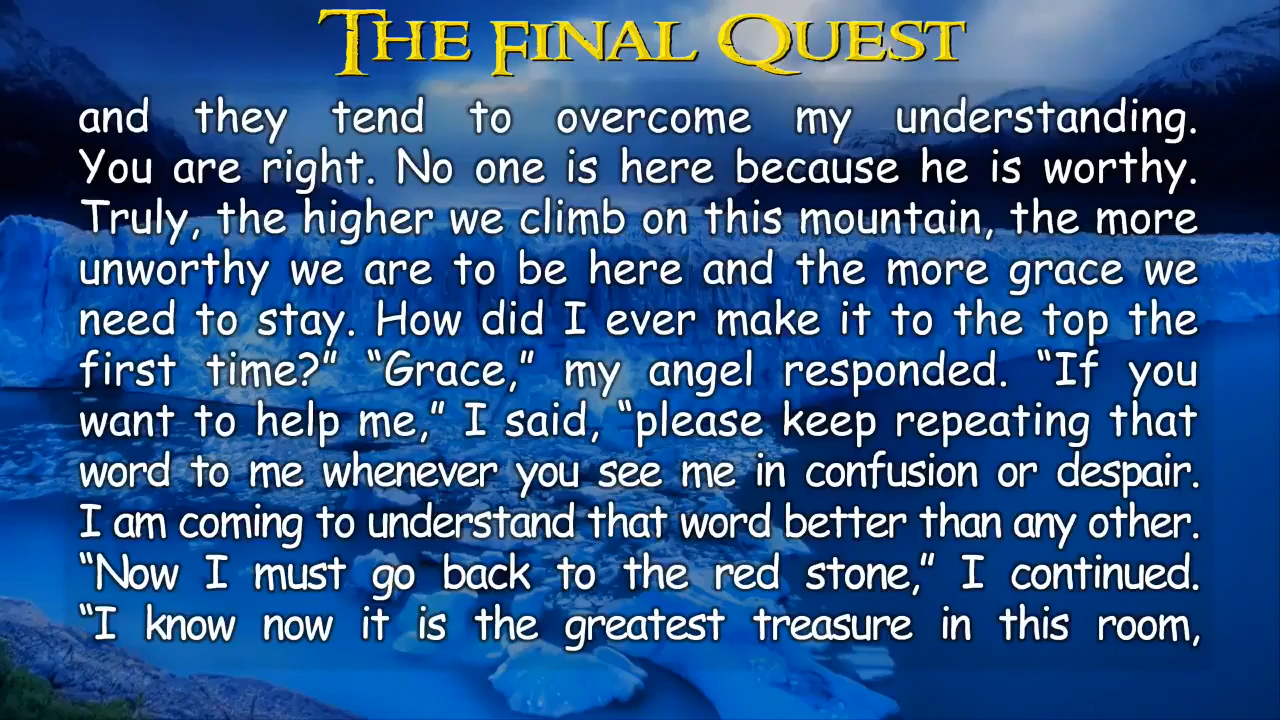 The Final Quest
and they tend to overcome my understanding.
You are right. No one is here because he is worthy.
Truly, the higher we climb on this mountain, the more
unworthy we are to be here and the more grace we
need to stay. How did I ever make it to the top the
first time?” “Grace,” my angel responded. “If you
want to help me,” I said, “please keep repeating that
word to me whenever you see me in confusion or despair.
I am coming to understand that word better than any other.
“Now I must go back to the red stone,” I continued.
“I know now it is the greatest treasure in this room,